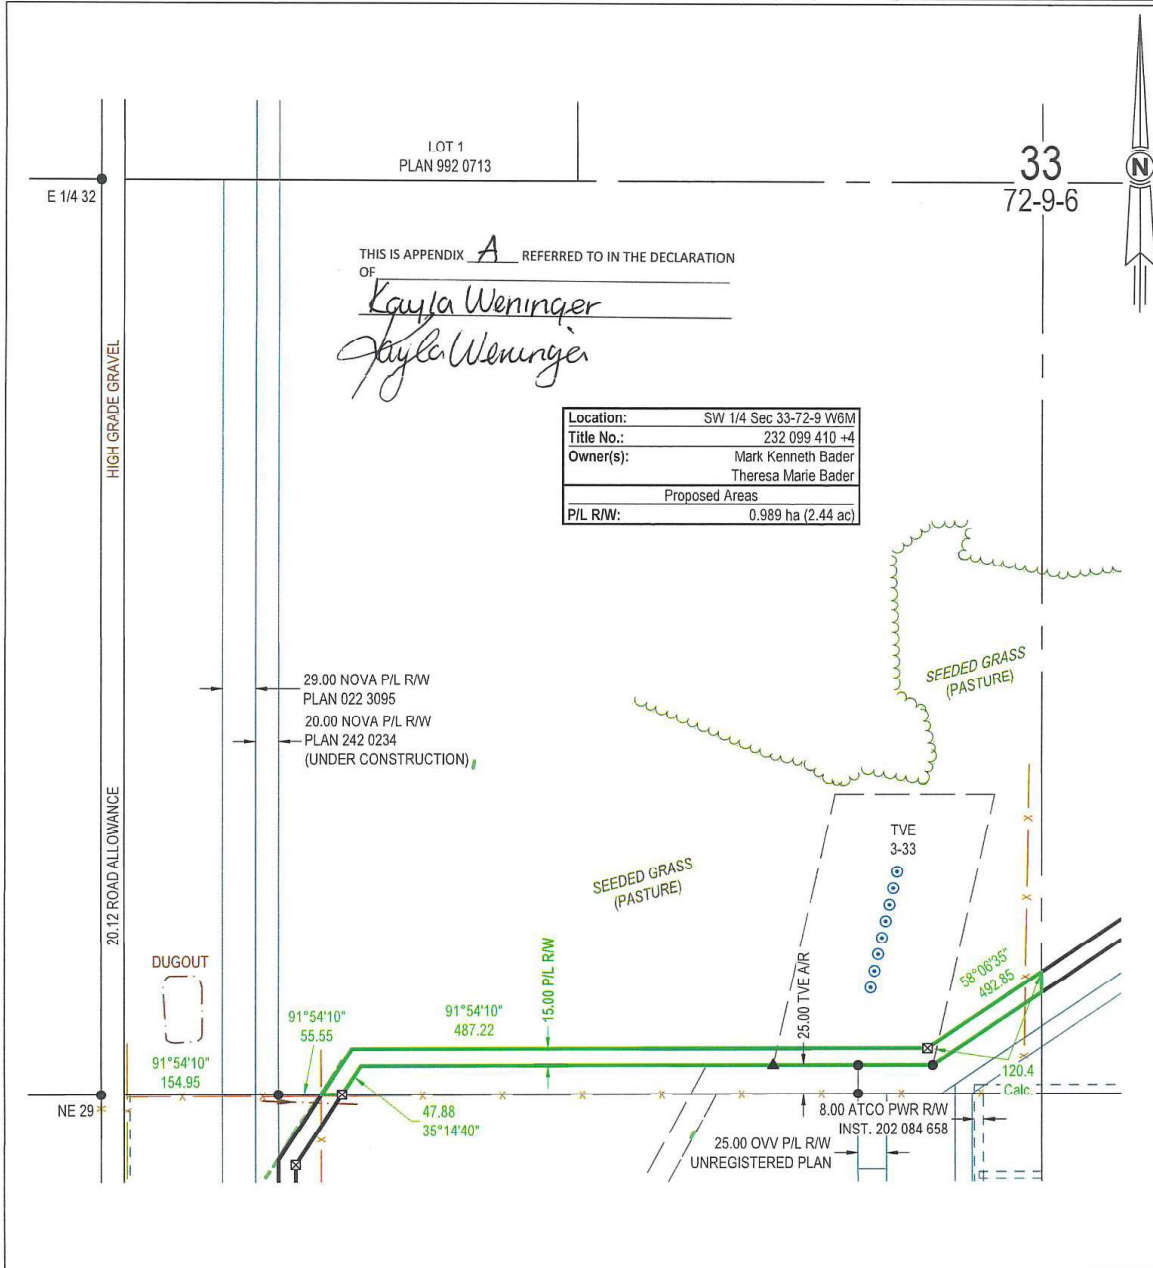 LOT 1
PLAN 992 0713
33
72-9-6
N
E 1/4 32
THIS IS APPENDIX A REFERRED TO IN THE DECLARATION
OF
Kayla Weninger
Kayla Weninger
HIGH GRADE GRAVEL
Location: SW 1/4 Sec 33-72-9 W6M
Title No.: 232 099 410 +4
Owner(s): Mark Kenneth Bader
Theresa Marie Bader
Proposed Areas
P/L R/W: 0.989 ha (2.44 ac)
29.00 NOVA P/L R/W
PLAN 022 3095
20.00 NOVA P/L R/W
PLAN 242 0234
(UNDER CONSTRUCTION)
SEEDED GRASS
(PASTURE)
20.12 ROAD ALLOWANCE
TVE
3-33
SEEDED GRASS
(PASTURE)
DUGOUT
15.00 P/L R/W
25.00 TVE A/R
58°06'35"
492.85
91°54'10"
55.55
91°54'10"
487.22
91°54'10"
154.95
120.4
Calc.
NE 29
47.88
35°14'40"
8.00 ATCO PWR R/W
INST. 202 084 658
25.00 OVV P/L R/W
UNREGISTERED PLAN